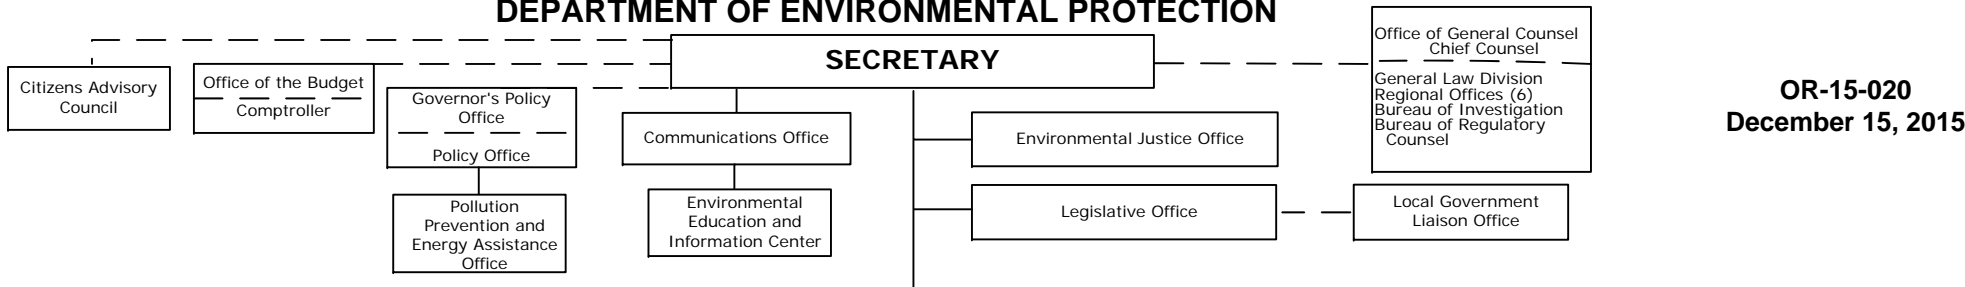 DEPARTMENT OF ENVIRONMENTAL PROTECTION
SECRETARY
Citizens Advisory
Council
Office of the Budget
Comptroller
Governor's Policy
Office
Policy Office
Pollution
Prevention and
Energy Assistance
Office
Communications Office
Environmental
Education and
Information Center
Environmental Justice Office
Legislative Office
Local Government
Liaison Office
Office of General Counsel
Chief Counsel
General Law Division
Regional Offices (6)
Bureau of Investigation
Bureau of Regulatory
Counsel
OR-15-020
December 15, 2015